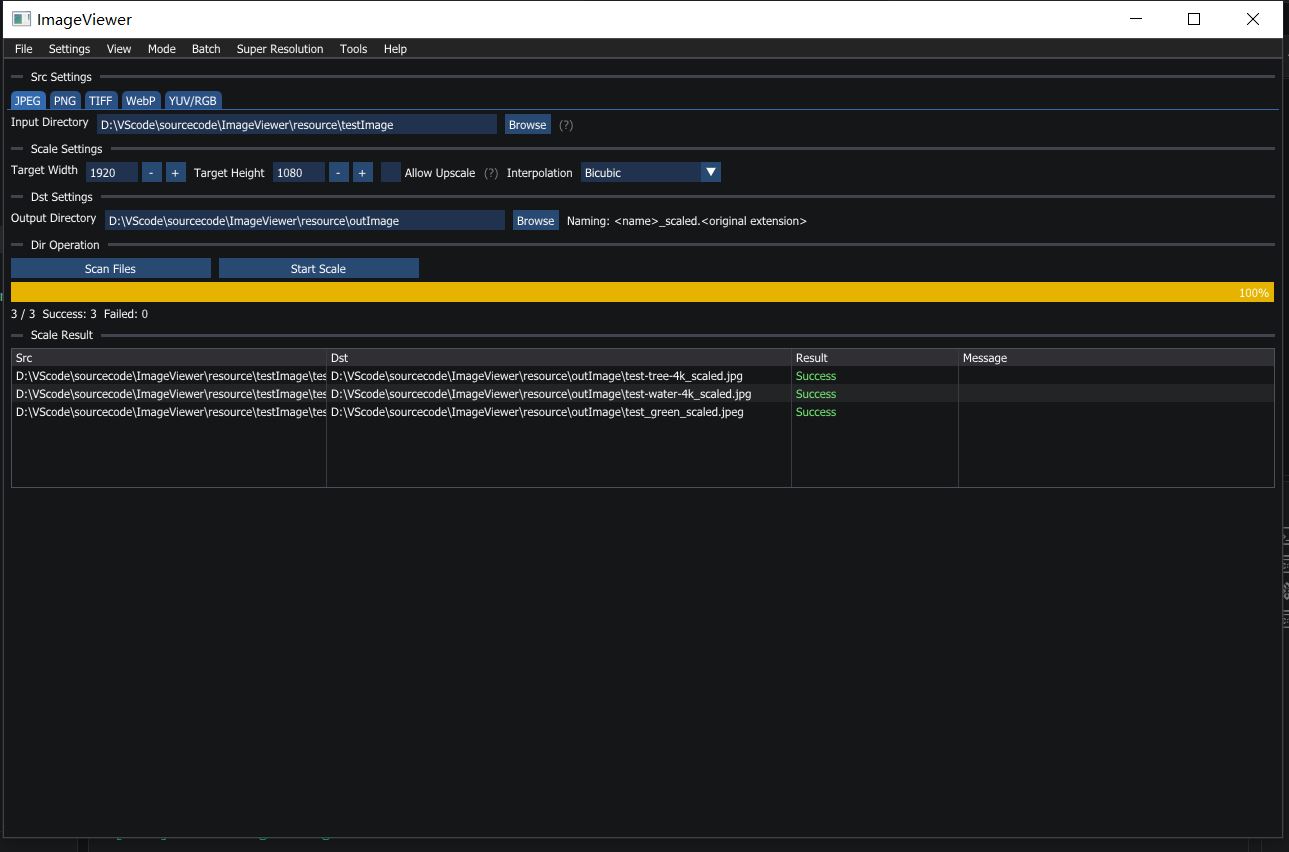 ImageViewer
File Settings View Mode Batch Super Resolution Tools Help
Src Settings
JPEG PNG TIFF WebP YUV/RGB
Input Directory D:\VScode\sourcecode\ImageViewer\resource\testImage Browse (?)
Scale Settings
Target Width 1920 - + Target Height 1080 - + Allow Upscale (?) Interpolation Bicubic
Dst Settings
Output Directory D:\VScode\sourcecode\ImageViewer\resource\outImage Browse Naming: <name>_scaled.<original extension>
Dir Operation
Scan Files Start Scale
100%
3 / 3 Success: 3 Failed: 0
Scale Result
Src Dst Result Message
D:\VScode\sourcecode\ImageViewer\resource\testImage\tes D:\VScode\sourcecode\ImageViewer\resource\outImage\test-tree-4k_scaled.jpg Success
D:\VScode\sourcecode\ImageViewer\resource\testImage\tes D:\VScode\sourcecode\ImageViewer\resource\outImage\test-water-4k_scaled.jpg Success
D:\VScode\sourcecode\ImageViewer\resource\testImage\tes D:\VScode\sourcecode\ImageViewer\resource\outImage\test_green_scaled.jpeg Success